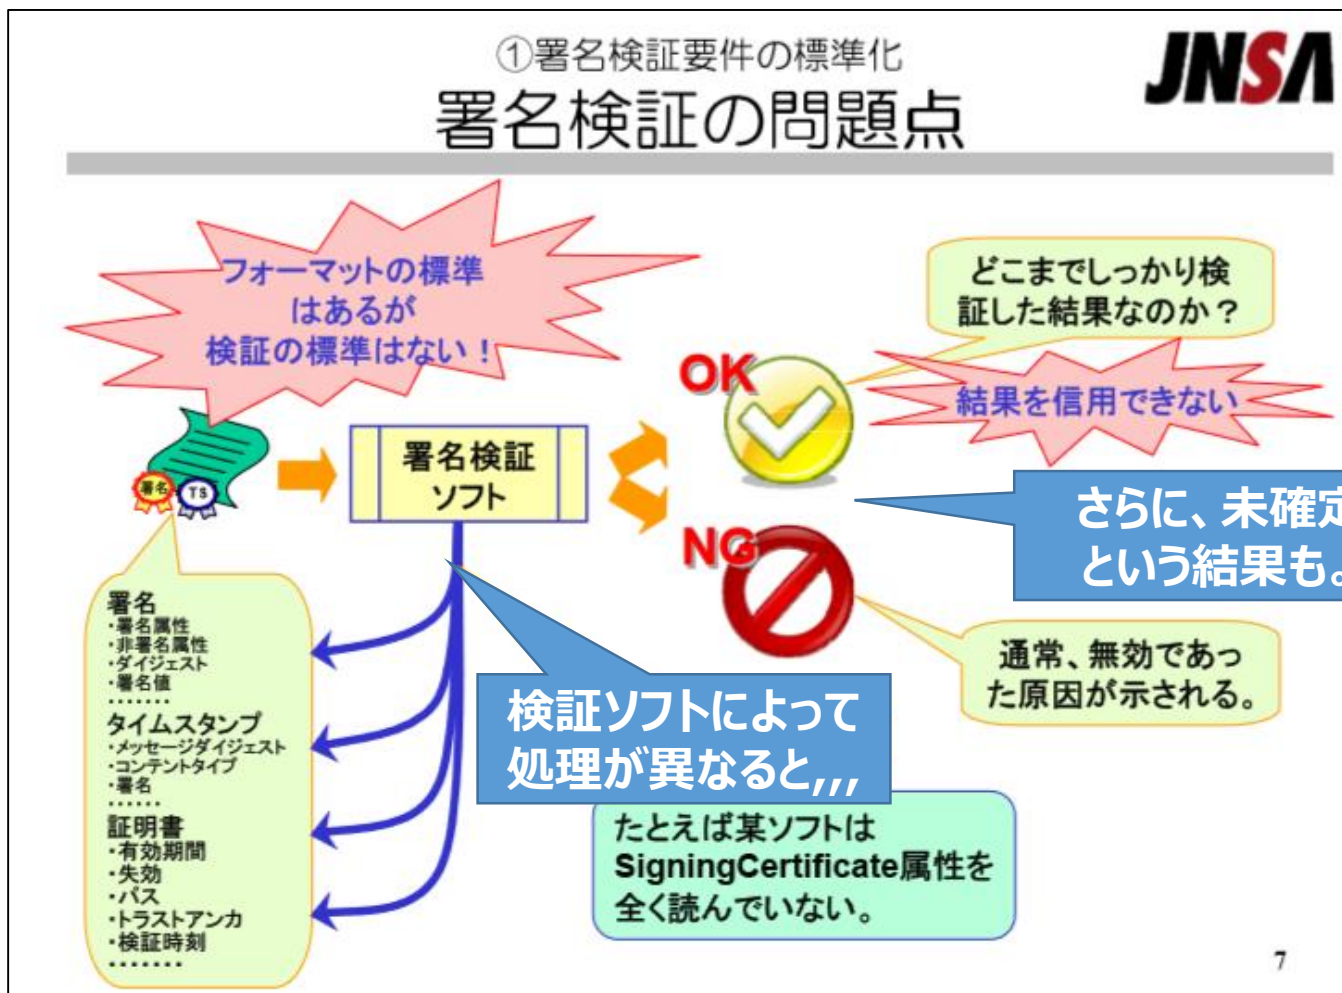 ①署名検証要件の標準化
署名検証の問題点
JNSA
フォーマットの標準
はあるが
検証の標準はない！
どこまでしっかり検
証した結果なのか？
OK
結果を信用できない
署名
TS
署名検証
ソフト
さらに、未確定
という結果も。
NG
通常、無効であっ
た原因が示される。
署名
・署名属性
・非署名属性
・ダイジェスト
・署名値
・・・・・・・
タイムスタンプ
・メッセージダイジェスト
・コンテントタイプ
・署名
・・・・・・
証明書
・有効期間
・失効
・パス
・トラストアンカ
・検証時刻
・・・・・・・
検証ソフトによって
処理が異なると,,,
たとえば某ソフトは
SigningCertificate属性を
全く読んでいない。
7